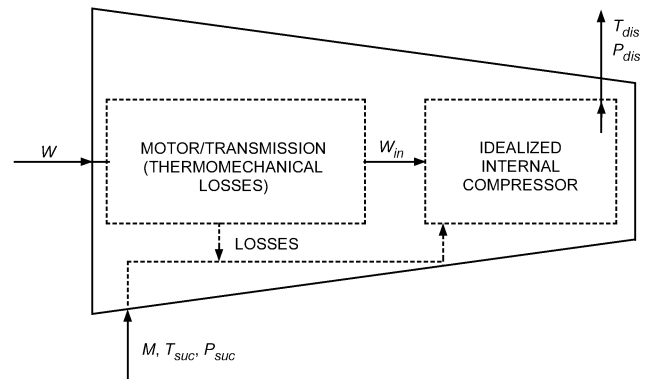 T_dis
P_dis
MOTOR/TRANSMISSION
(THERMOMECHANICAL
LOSSES)
W
W_in
IDEALIZED
INTERNAL
COMPRESSOR
LOSSES
M, T_suc, P_suc